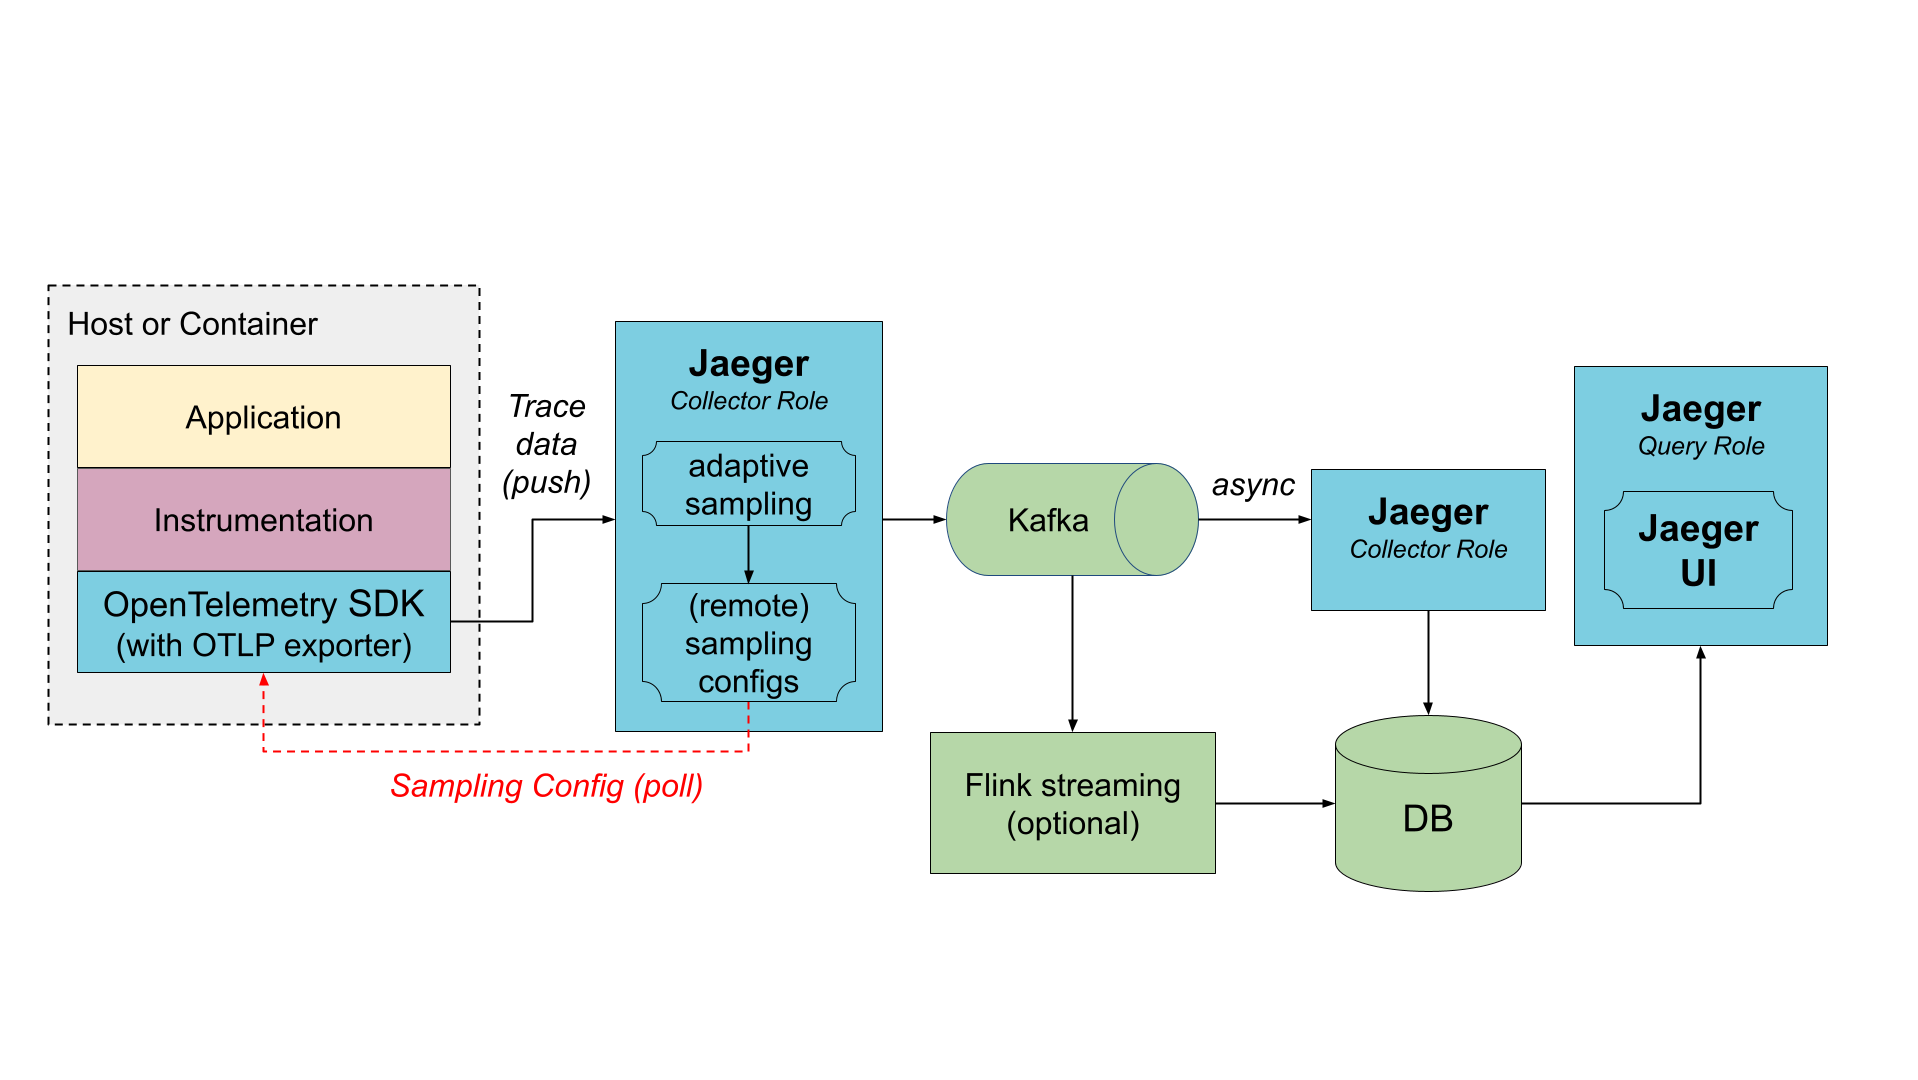 Host or Container
Application
Instrumentation
OpenTelemetry SDK
(with OTLP exporter)
Trace
data
(push)
Sampling Config (poll)
Jaeger
Collector Role
adaptive
sampling
(remote)
sampling
configs
Kafka
async
Flink streaming
(optional)
Jaeger
Collector Role
DB
Jaeger
Query Role
Jaeger
UI